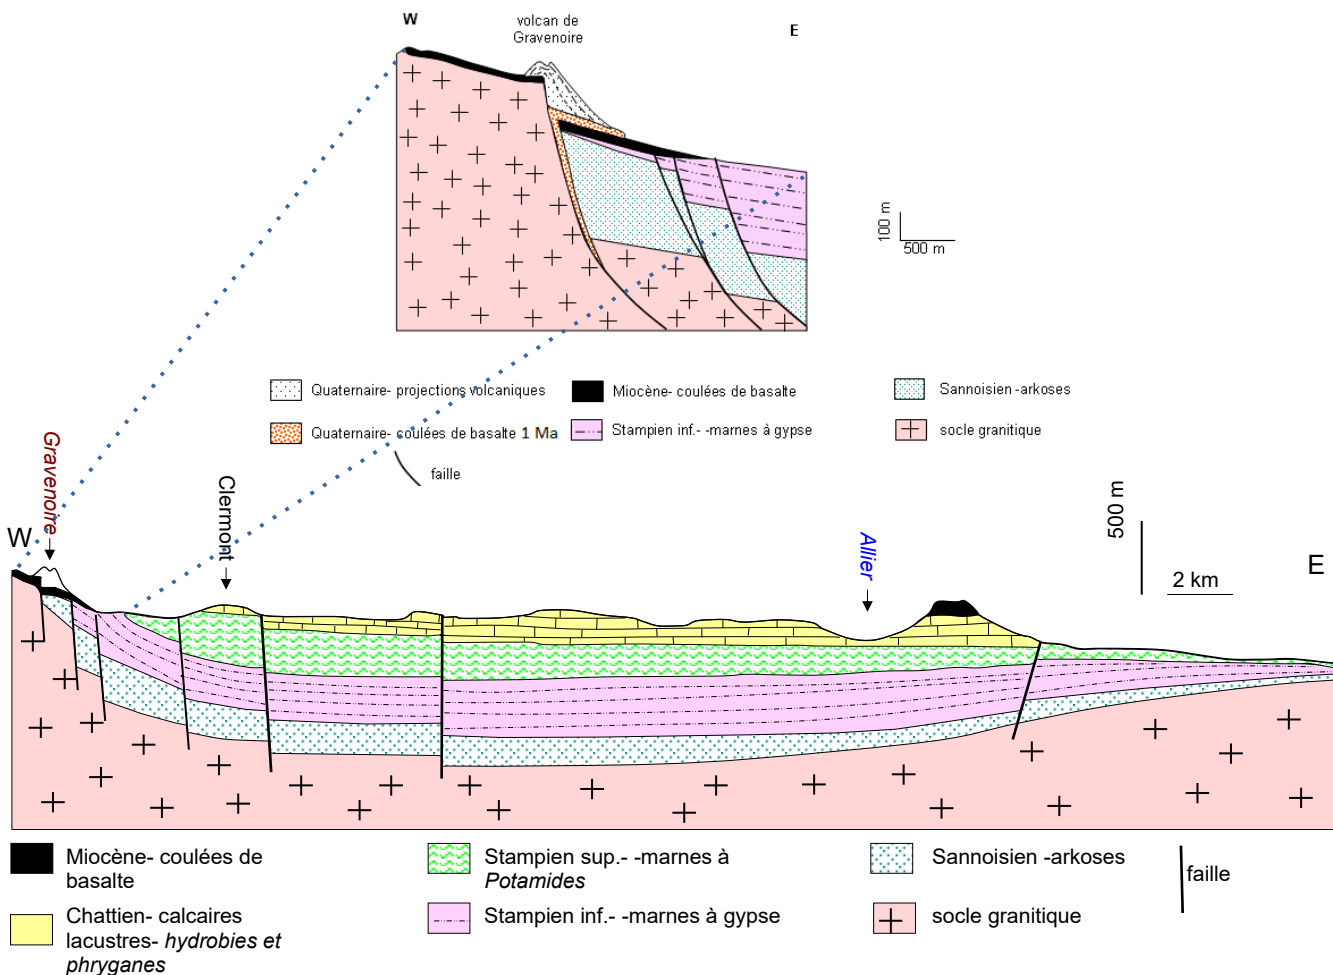 W
volcan de
Gravenoire
E
100 m
500 m
Quaternaire- projections volcaniques
Miocène- coulées de basalte
Sannoisien -arkoses
Quaternaire- coulées de basalte 1 Ma
Stampien inf.- -marnes à gypse
socle granitique
faille
Gravenoire
Clermont
Allier
500 m
W
E
2 km
Miocène- coulées de
basalte
Stampien sup.- -marnes à
Potamides
Sannoisien -arkoses
faille
Chattien- calcaires
lacustres- hydrobies et
phryganes
Stampien inf.- -marnes à gypse
socle granitique